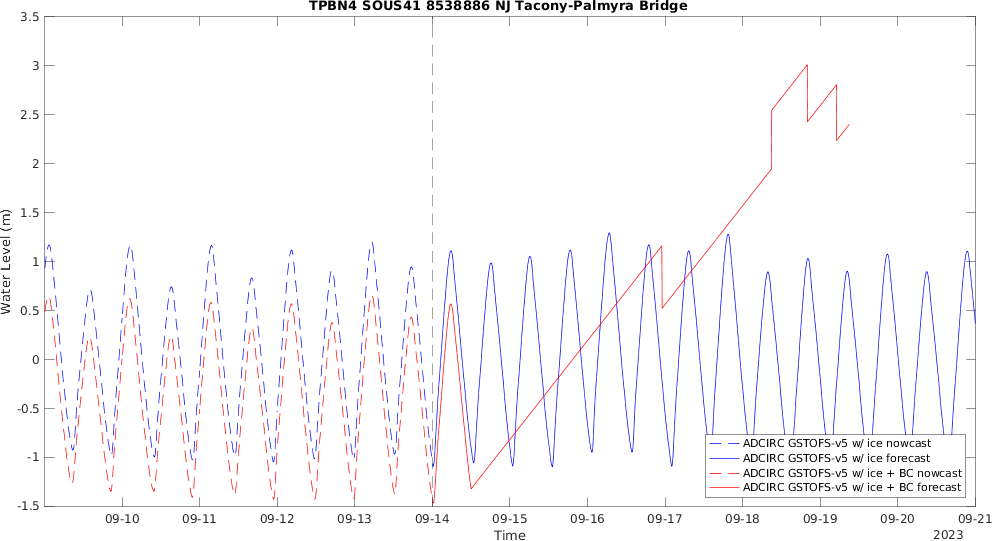 TPBN4 SOUS41 8538886 NJ Tacony-Palmyra Bridge
3.5
3
2.5
2
1.5
1
0.5
0
-0.5
-1
-1.5
Water Level (m)
ADCIRC GSTOFS-v5 w/ ice nowcast
ADCIRC GSTOFS-v5 w/ ice forecast
ADCIRC GSTOFS-v5 w/ ice + BC nowcast
ADCIRC GSTOFS-v5 w/ ice + BC forecast
09-10 09-11 09-12 09-13 09-14 09-15 09-16 09-17 09-18 09-19 09-20 09-21
Time
2023